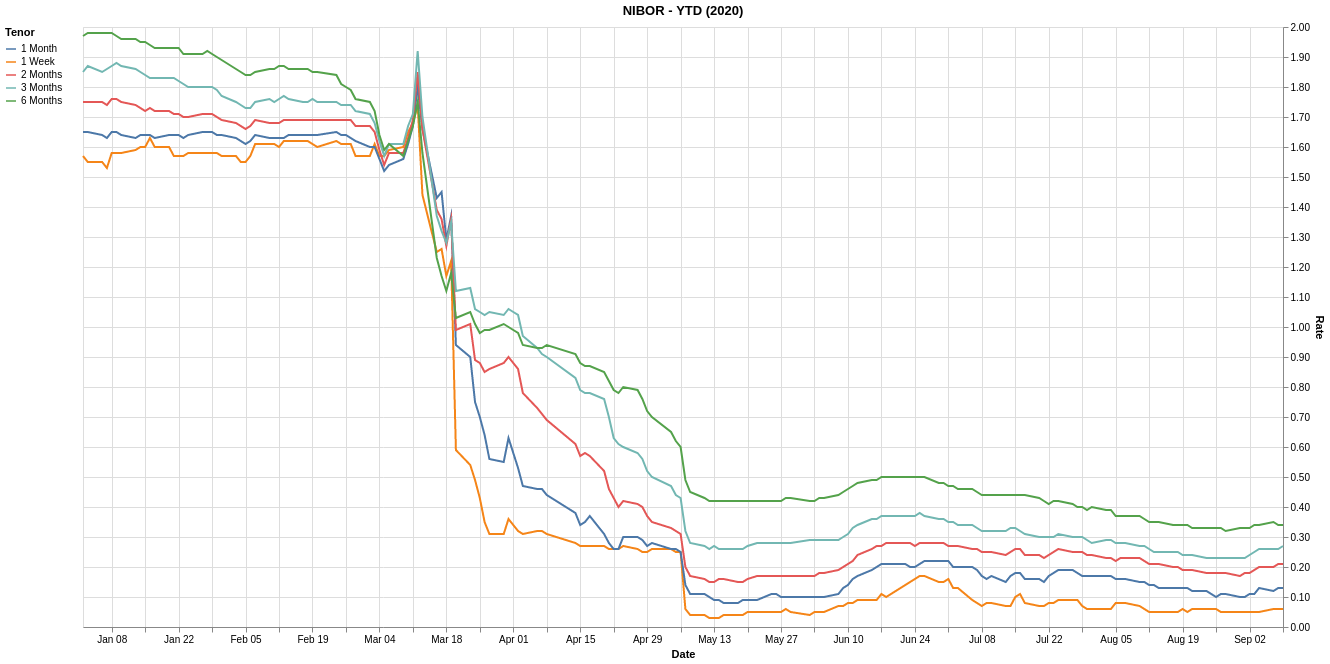 NIBOR - YTD (2020)
Tenor
1 Month
1 Week
2 Months
3 Months
6 Months
2.00
1.90
1.80
1.70
1.60
1.50
1.40
1.30
1.20
1.10
1.00
0.90
0.80
0.70
0.60
0.50
0.40
0.30
0.20
0.10
0.00
Rate
Jan 08 Jan 22 Feb 05 Feb 19 Mar 04 Mar 18 Apr 01 Apr 15 Apr 29 May 13 May 27 Jun 10 Jun 24 Jul 08 Jul 22 Aug 05 Aug 19 Sep 02
Date